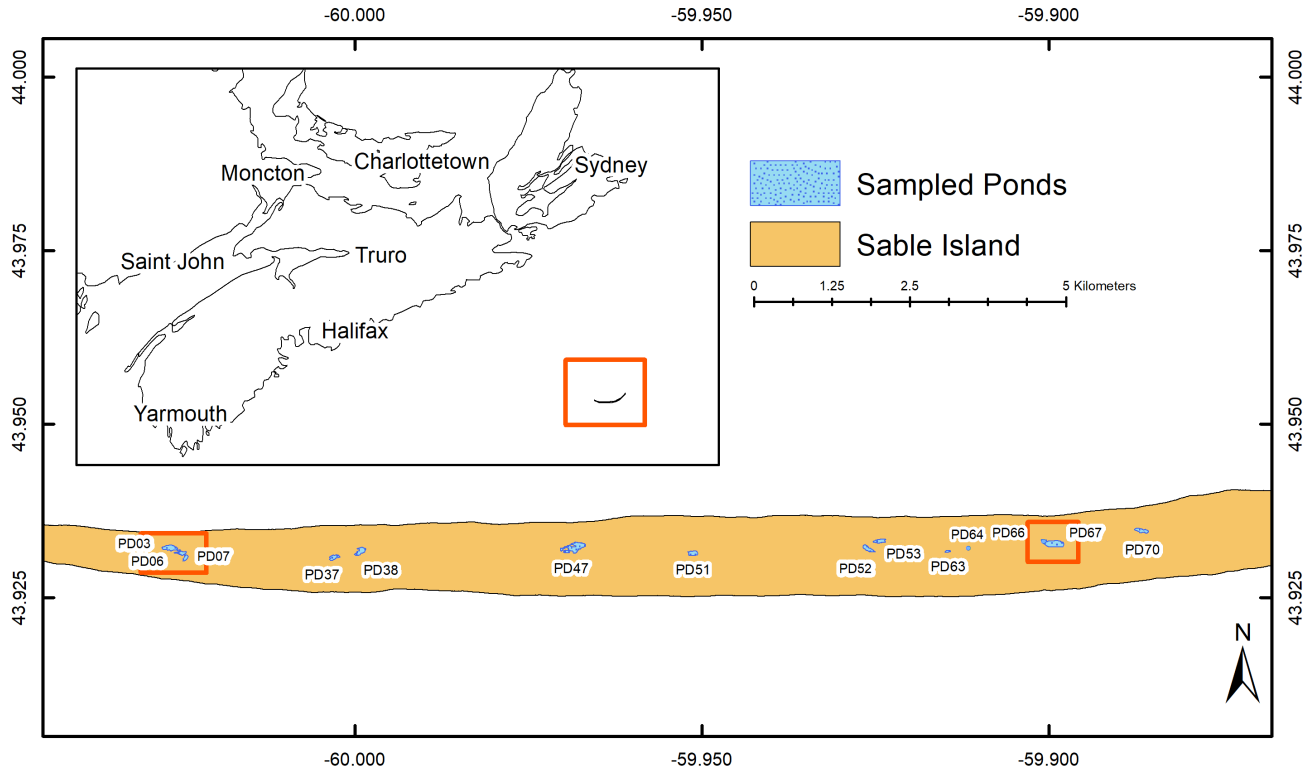 -60.000
-59.950
-59.900
44.000
44.000
Charlottetown
Sydney
Moncton
Sampled Ponds
Saint John
Truro
43.975
43.975
Sable Island
0
1.25
2.5
5 Kilometers
Halifax
Yarmouth
43.950
43.950
PD03
PD06
PD07
PD37
PD38
PD47
PD51
PD52
PD53
PD63
PD64
PD66
PD67
PD70
43.925
43.925
N
-60.000
-59.950
-59.900